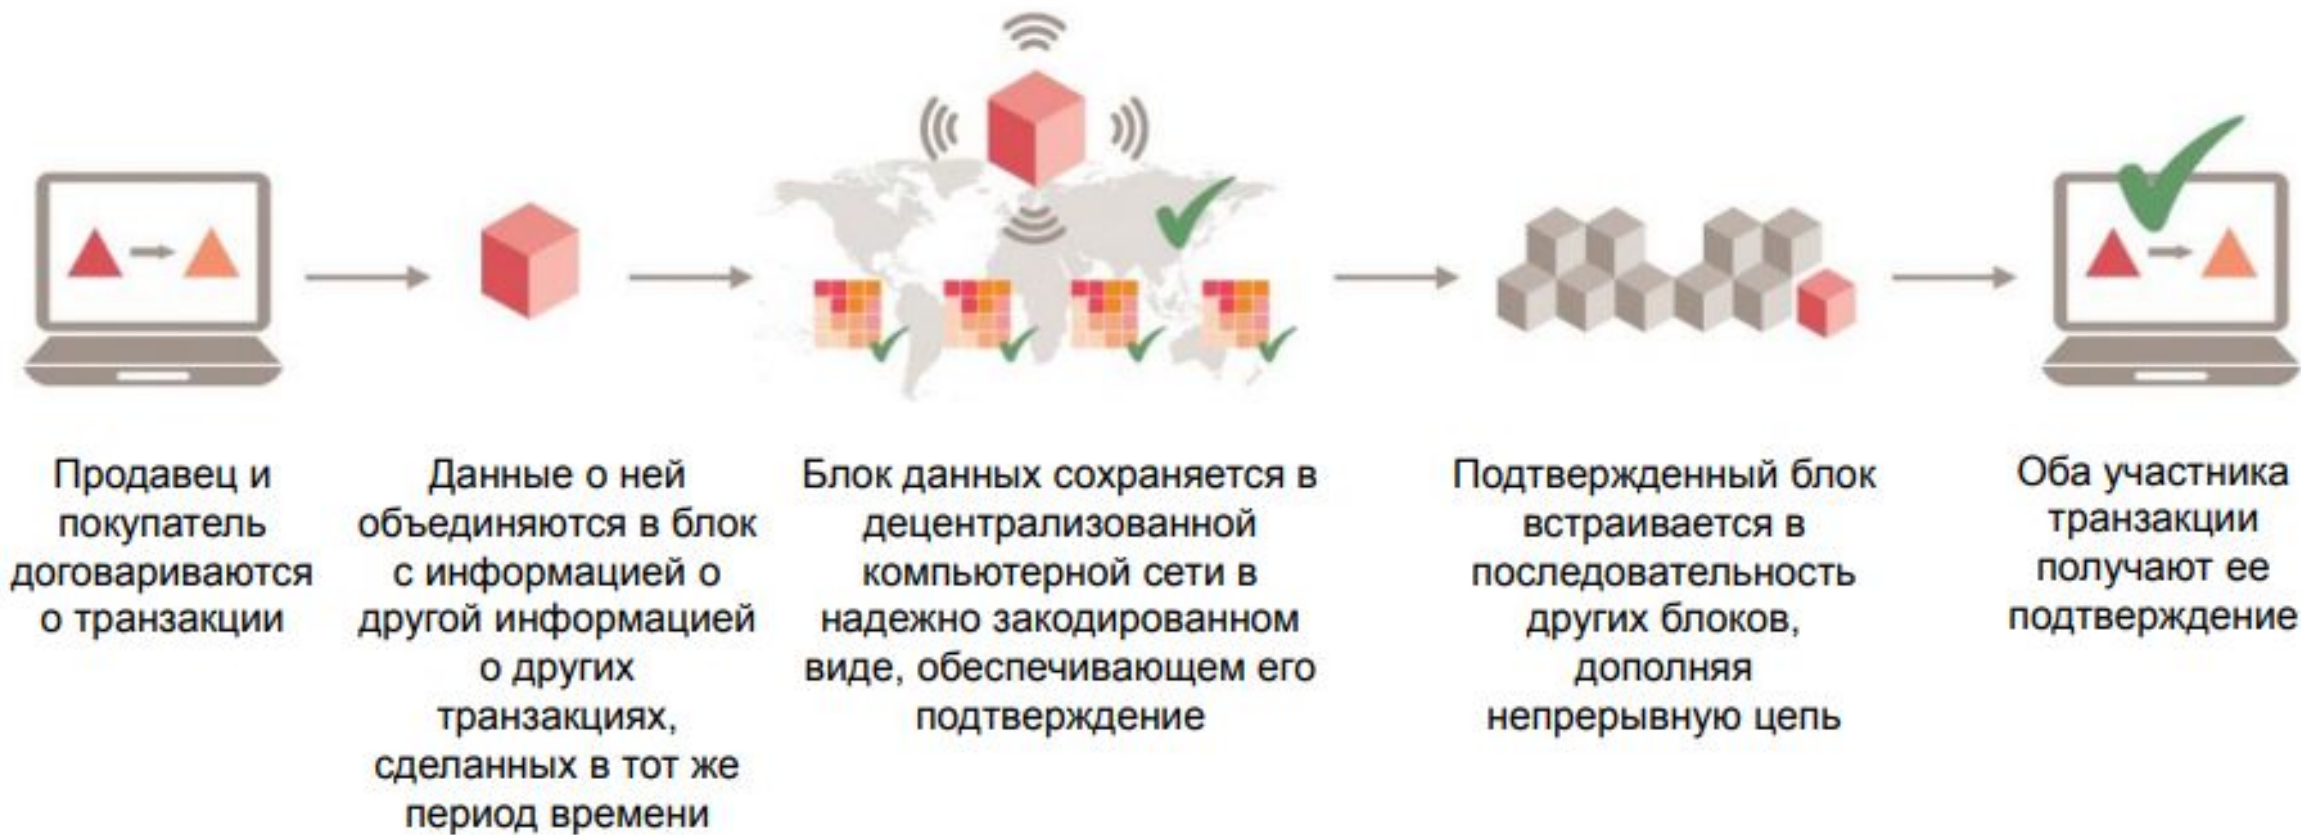 Продавец и
покупатель
договариваются
о транзакции
Данные о ней
объединяются в блок
с информацией о
другой информацией
о других
транзакциях,
сделанных в тот же
период времени
Блок данных сохраняется в
децентрализованной
компьютерной сети в
надежно закодированном
виде, обеспечивающем его
подтверждение
Подтвержденный блок
встраивается в
последовательность
других блоков,
дополняя
непрерывную цепь
Оба участника
транзакции
получают ее
подтверждение